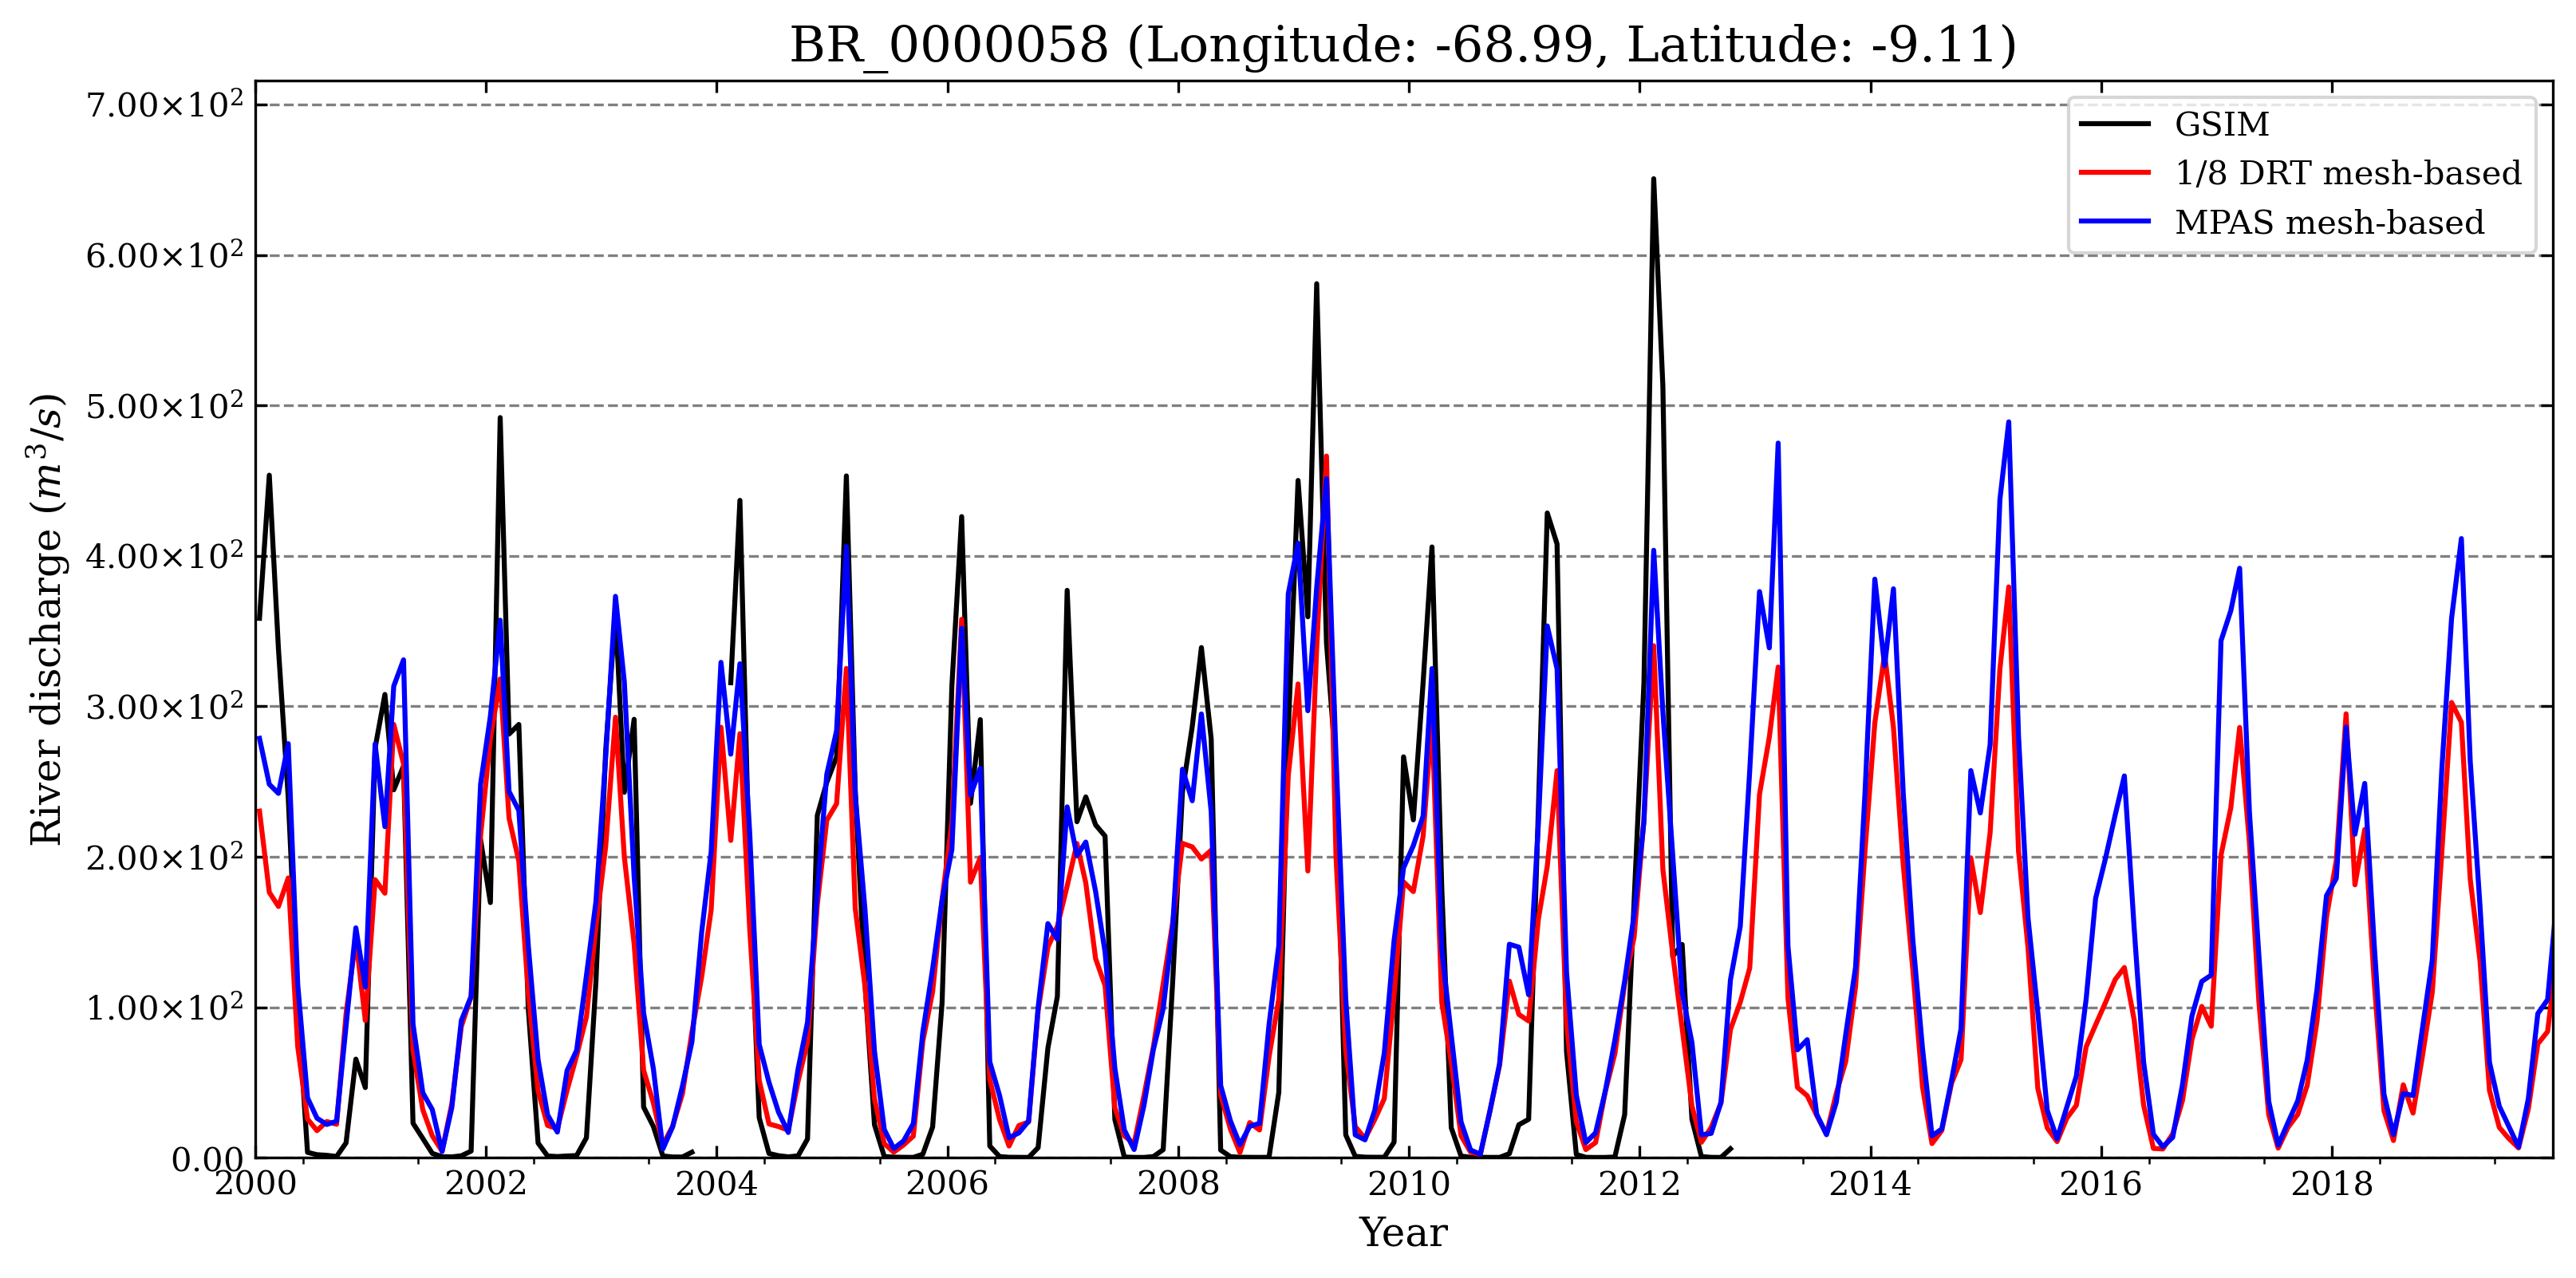 BR_0000058 (Longitude: -68.99, Latitude: -9.11)
River discharge (m³/s)
7.00×10²
6.00×10²
5.00×10²
4.00×10²
3.00×10²
2.00×10²
1.00×10²
0.00
GSIM
1/8 DRT mesh-based
MPAS mesh-based
2000 2002 2004 2006 2008 2010 2012 2014 2016 2018
Year